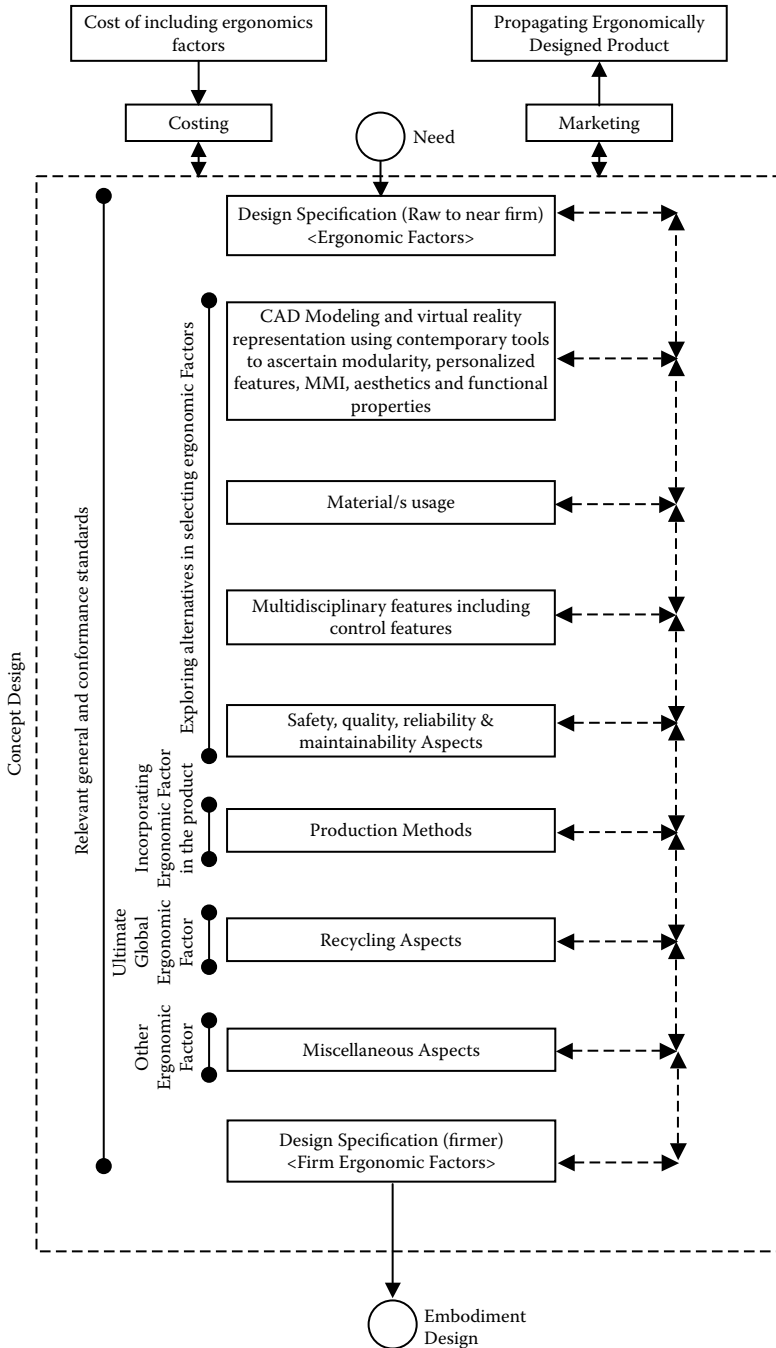 Cost of including ergonomics
factors
Propagating Ergonomically
Designed Product
Costing
Need
Marketing
Design Specification (Raw to near firm)
<Ergonomic Factors>
CAD Modeling and virtual reality
representation using contemporary tools
to ascertain modularity, personalized
features, MMI, aesthetics and functional
properties
Material/s usage
Multidisciplinary features including
control features
Safety, quality, reliability &
maintainability Aspects
Production Methods
Recycling Aspects
Miscellaneous Aspects
Design Specification (firmer)
<Firm Ergonomic Factors>
Concept Design
Relevant general and conformance standards
Exploring alternatives in selecting ergonomic Factors
Incorporating
Ergonomic Factor
in the product
Ultimate
Global
Ergonomic
Factor
Other
Ergonomic
Factor
Embodiment
Design